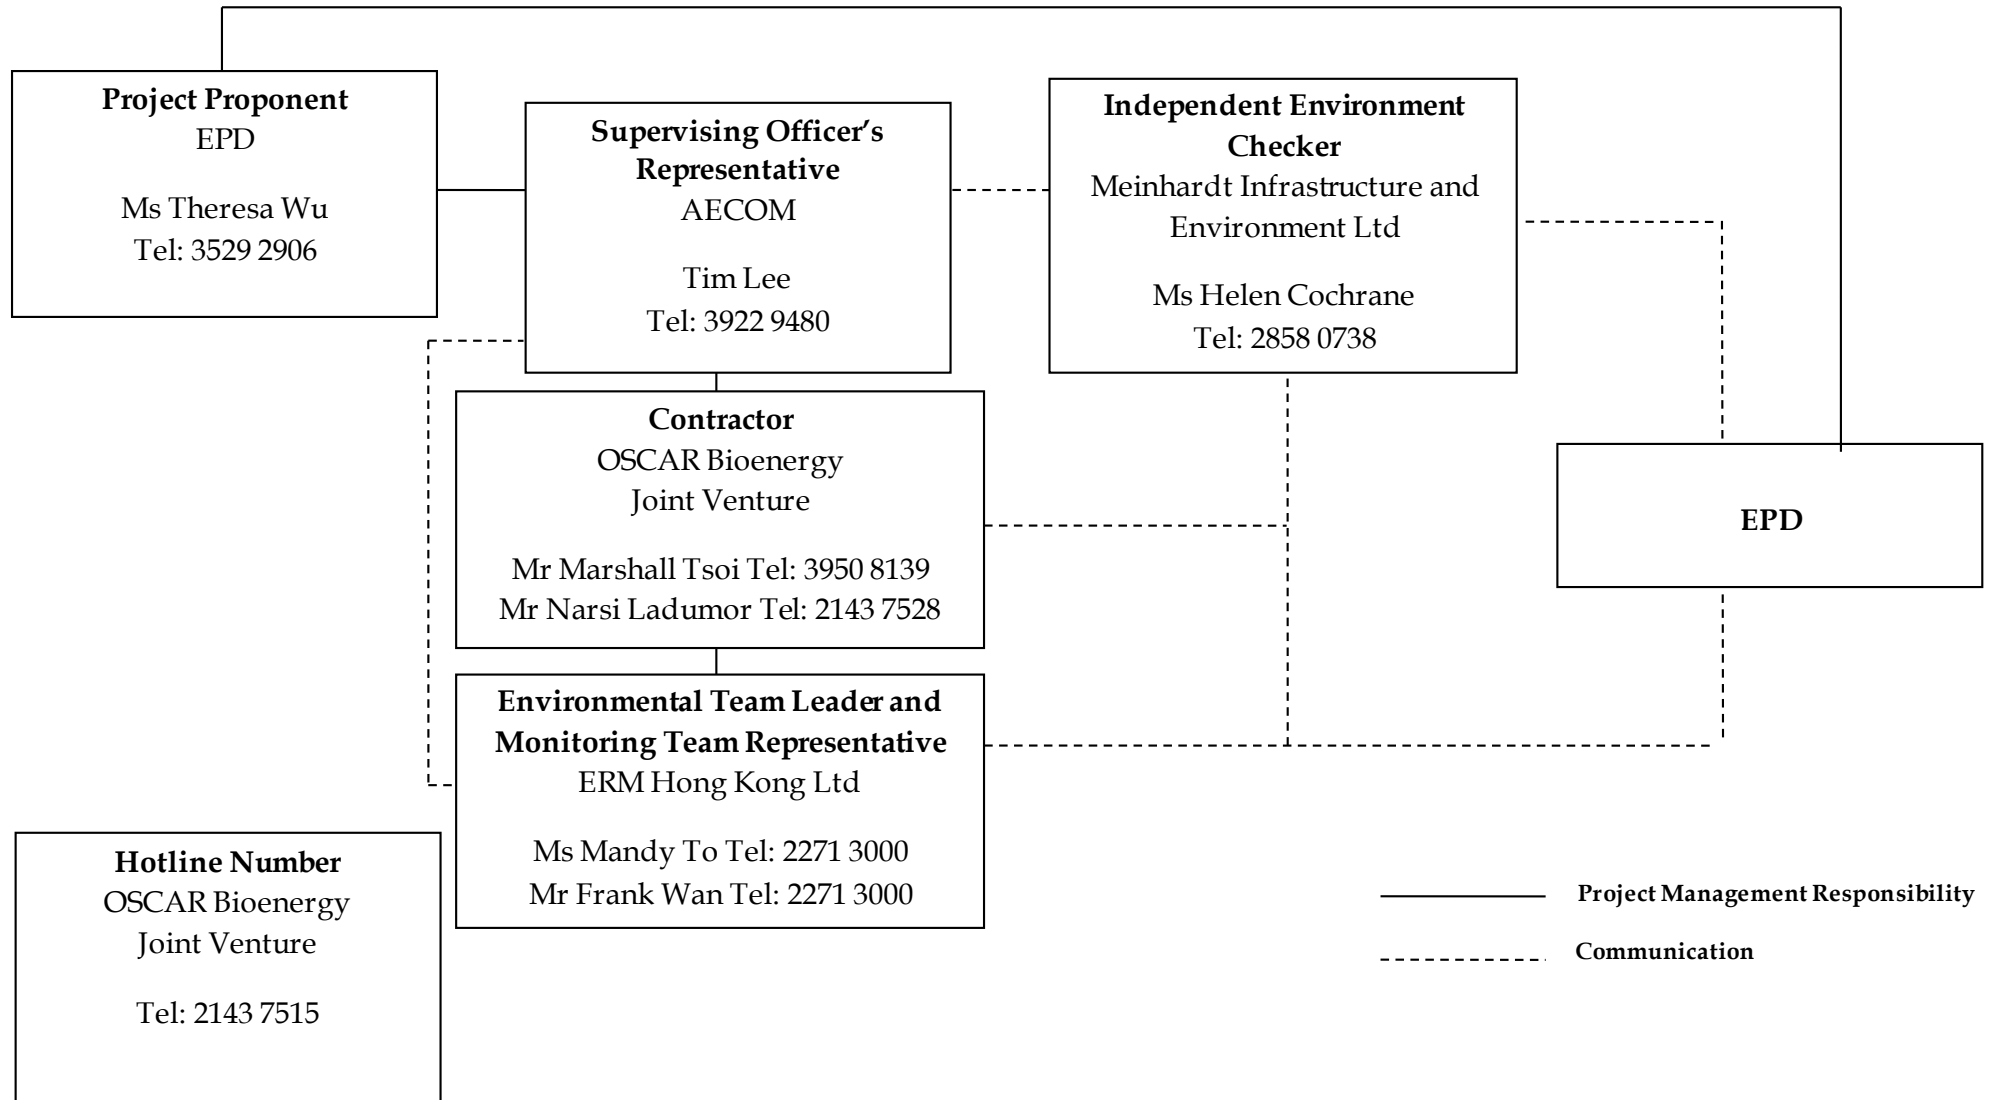 Project Proponent
EPD
Ms Theresa Wu
Tel: 3529 2906
Supervising Officer’s
Representative
AECOM
Tim Lee
Tel: 3922 9480
Independent Environment
Checker
Meinhardt Infrastructure and
Environment Ltd
Ms Helen Cochrane
Tel: 2858 0738
Contractor
OSCAR Bioenergy
Joint Venture
Mr Marshall Tsoi Tel: 3950 8139
Mr Narsi Ladumor Tel: 2143 7528
EPD
Environmental Team Leader and
Monitoring Team Representative
ERM Hong Kong Ltd
Ms Mandy To Tel: 2271 3000
Mr Frank Wan Tel: 2271 3000
Hotline Number
OSCAR Bioenergy
Joint Venture
Tel: 2143 7515
Project Management Responsibility
Communication